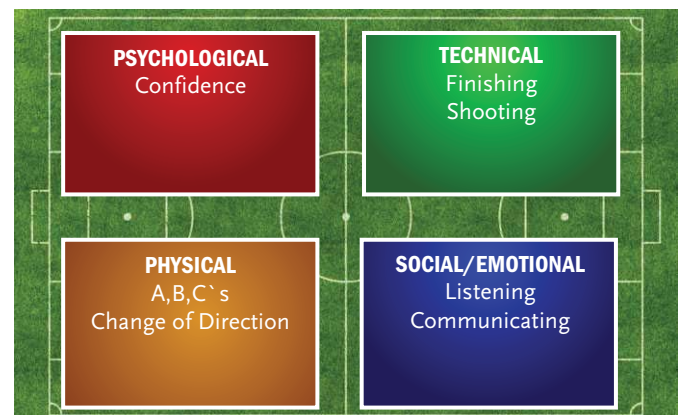 PSYCHOLOGICAL
Confidence
TECHNICAL
Finishing
Shooting
PHYSICAL
A,B,C`s
Change of Direction
SOCIAL/EMOTIONAL
Listening
Communicating